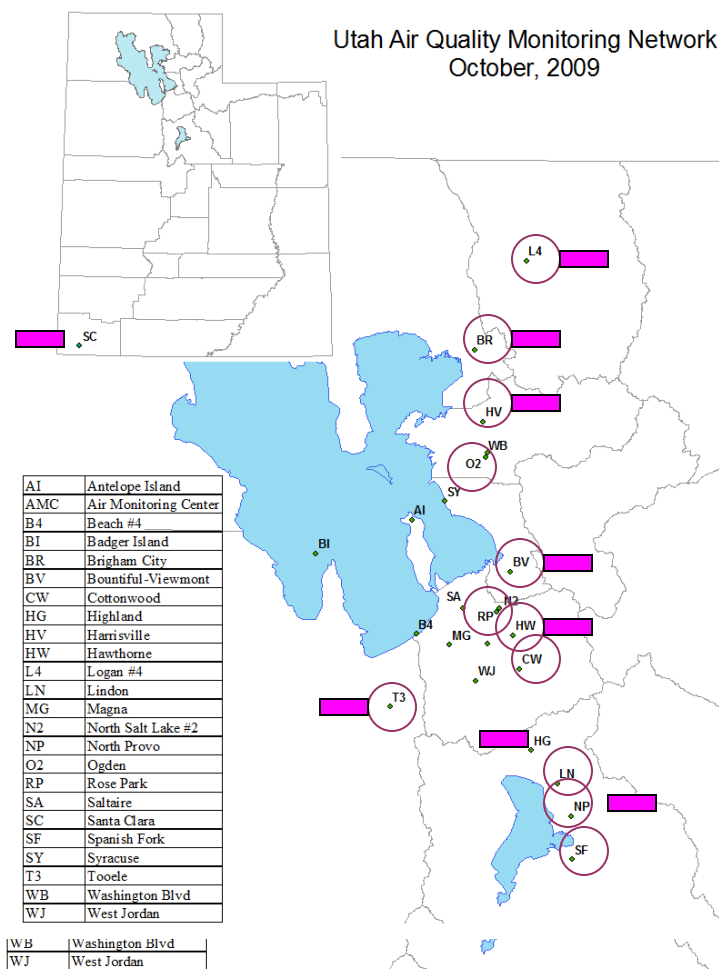 Utah Air Quality Monitoring Network
October, 2009
L4
SC
BR
HV
WB
O2
SY
AI
BI
BV
SA
N2
RP
B4
HW
MG
CW
WJ
T3
HG
LN
NP
SF
AI Antelope Island
AMC Air Monitoring Center
B4 Beach #4 ____
BI Badger Island
BR Brigham City
BV Bountiful-Viewmont
CW Cottonwood
HG Highland
HV Harrisville
HW Hawthorne
L4 Logan #4
LN Lindon
MG Magna
N2 North Salt Lake #2
NP North Provo
O2 Ogden
RP Rose Park
SA Saltaire
SC Santa Clara
SF Spanish Fork
SY Syracuse
T3 Tooele
WB Washington Blvd
WJ West Jordan
WB Washington Blvd
WJ West Jordan